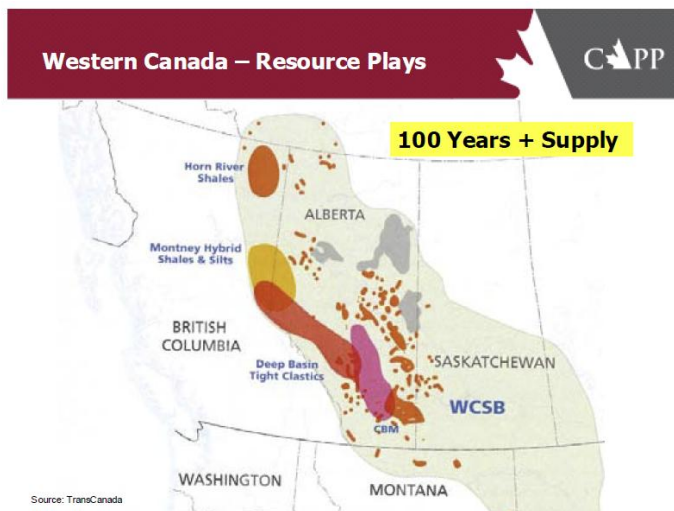 Western Canada – Resource Plays
CAPP
100 Years + Supply
Horn River
Shales
ALBERTA
Montney Hybrid
Shales & Silts
BRITISH
COLUMBIA
Deep Basin
Tight Clastics
SASKATCHEWAN
WCSB
CBM
WASHINGTON
MONTANA
Source: TransCanada